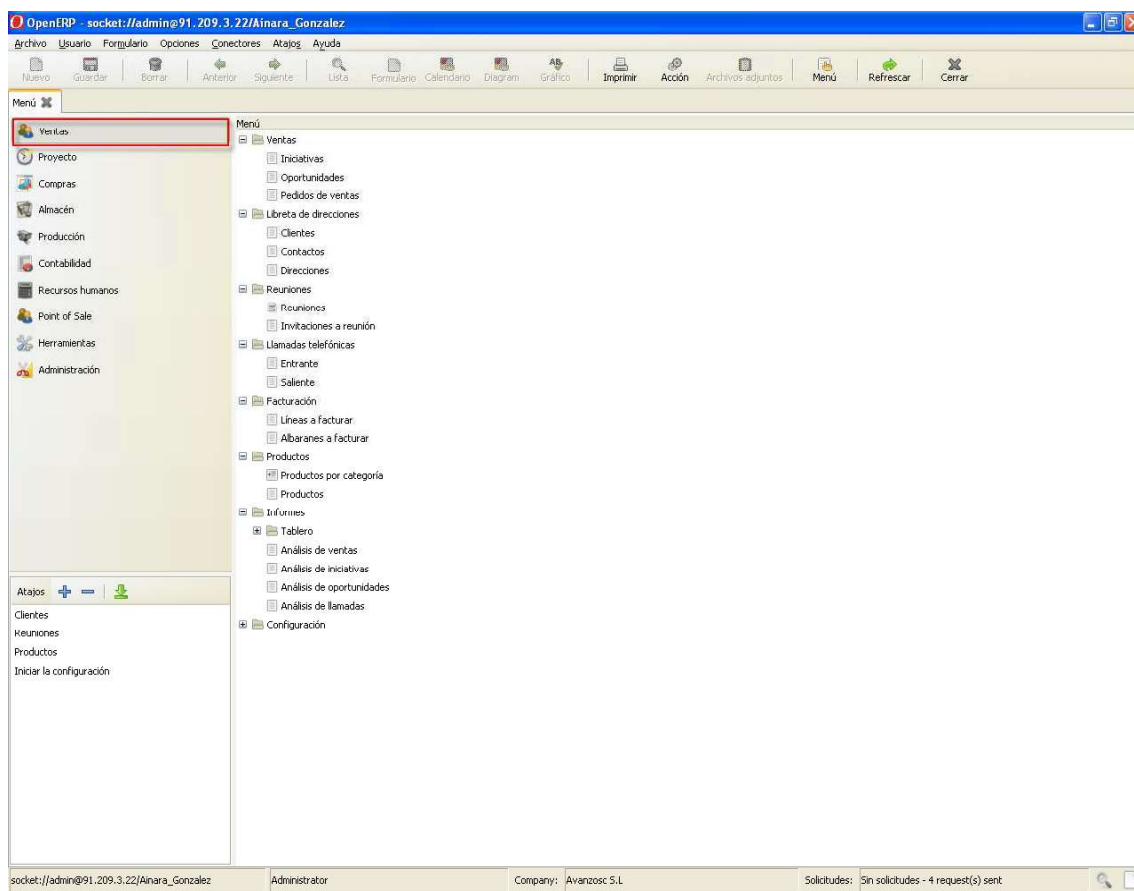 OpenERP - socket://admin@91.209.3.22/Ainara_Gonzalez
Archivo Usuario Formulario Opciones Conectores Atajos Ayuda
Nuevo Guardar Borrar Anterior Siguiente Lista Formulario Calendario Diagram Gráfico Imprimir Acción Archivos adjuntos Menú Refrescar Cerrar
Menú
Ventas
Proyecto
Compras
Almacén
Producción
Contabilidad
Recursos humanos
Point of Sale
Herramientas
Administración
Menú
Ventas
Iniciativas
Oportunidades
Pedidos de ventas
Libreta de direcciones
Clientes
Contactos
Direcciones
Reuniones
Reuniones
Invitaciones a reunión
Llamadas telefónicas
Entrante
Saliente
Facturación
Líneas a facturar
Albaranes a facturar
Productos
Productos por categoría
Productos
Informes
Tablero
Análisis de ventas
Análisis de iniciativas
Análisis de oportunidades
Análisis de llamadas
Configuración
Atajos
Clientes
Reuniones
Productos
Iniciar la configuración
socket://admin@91.209.3.22/Ainara_Gonzalez Administrator Company: Avanzosc S.L Solicitudes: Sin solicitudes - 4 request(s) sent